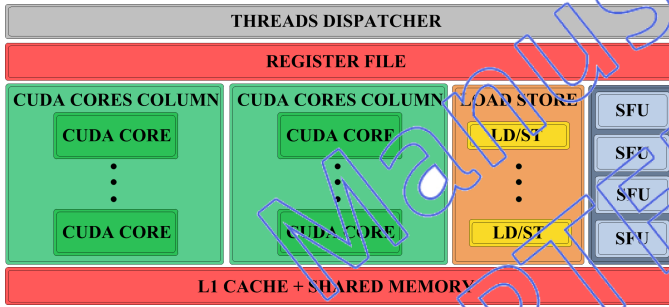 THREADS DISPATCHER
REGISTER FILE
CUDA CORES COLUMN
CUDA CORE
CUDA CORE
CUDA CORES COLUMN
CUDA CORE
CUDA CORE
LOAD STORE
LD/ST
LD/ST
SFU
SFU
SFU
SFU
L1 CACHE + SHARED MEMORY
Manus